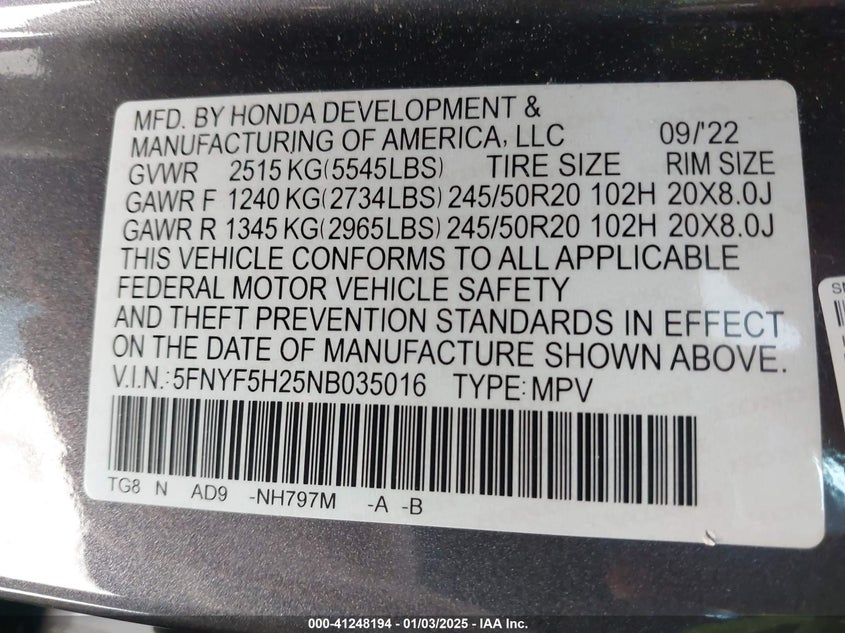 MFD. BY HONDA DEVELOPMENT &
MANUFACTURING OF AMERICA, LLC 09/'22
GVWR 2515 KG(5545LBS) TIRE SIZE RIM SIZE
GAWR F 1240 KG(2734LBS) 245/50R20 102H 20X8.0J
GAWR R 1345 KG(2965LBS) 245/50R20 102H 20X8.0J
THIS VEHICLE CONFORMS TO ALL APPLICABLE
FEDERAL MOTOR VEHICLE SAFETY
AND THEFT PREVENTION STANDARDS IN EFFECT
ON THE DATE OF MANUFACTURE SHOWN ABOVE.
V.I.N.: 5FNYF5H25NB035016 TYPE: MPV
TG8 N AD9 -NH797M -A -B
000-41248194 - 01/03/2025 - IAA Inc.